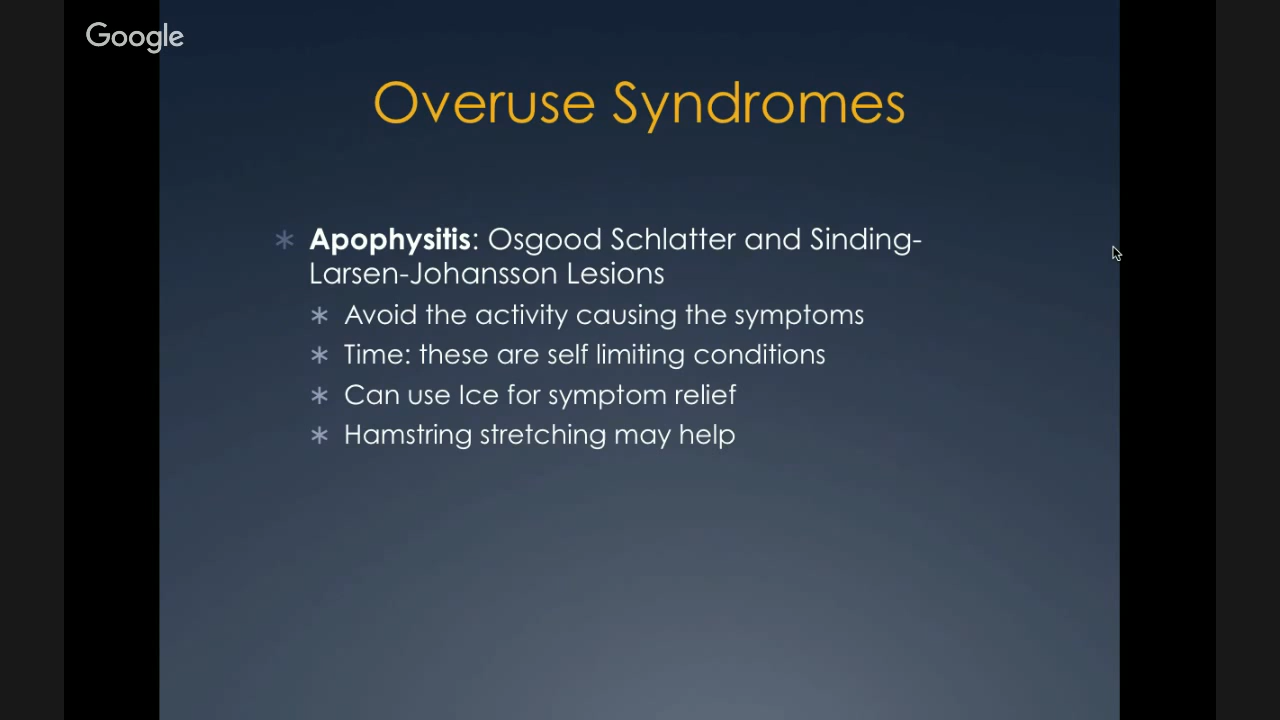 Google
Overuse Syndromes
* Apophysitis: Osgood Schlatter and Sinding-
Larsen-Johansson Lesions
* Avoid the activity causing the symptoms
* Time: these are self limiting conditions
* Can use Ice for symptom relief
* Hamstring stretching may help